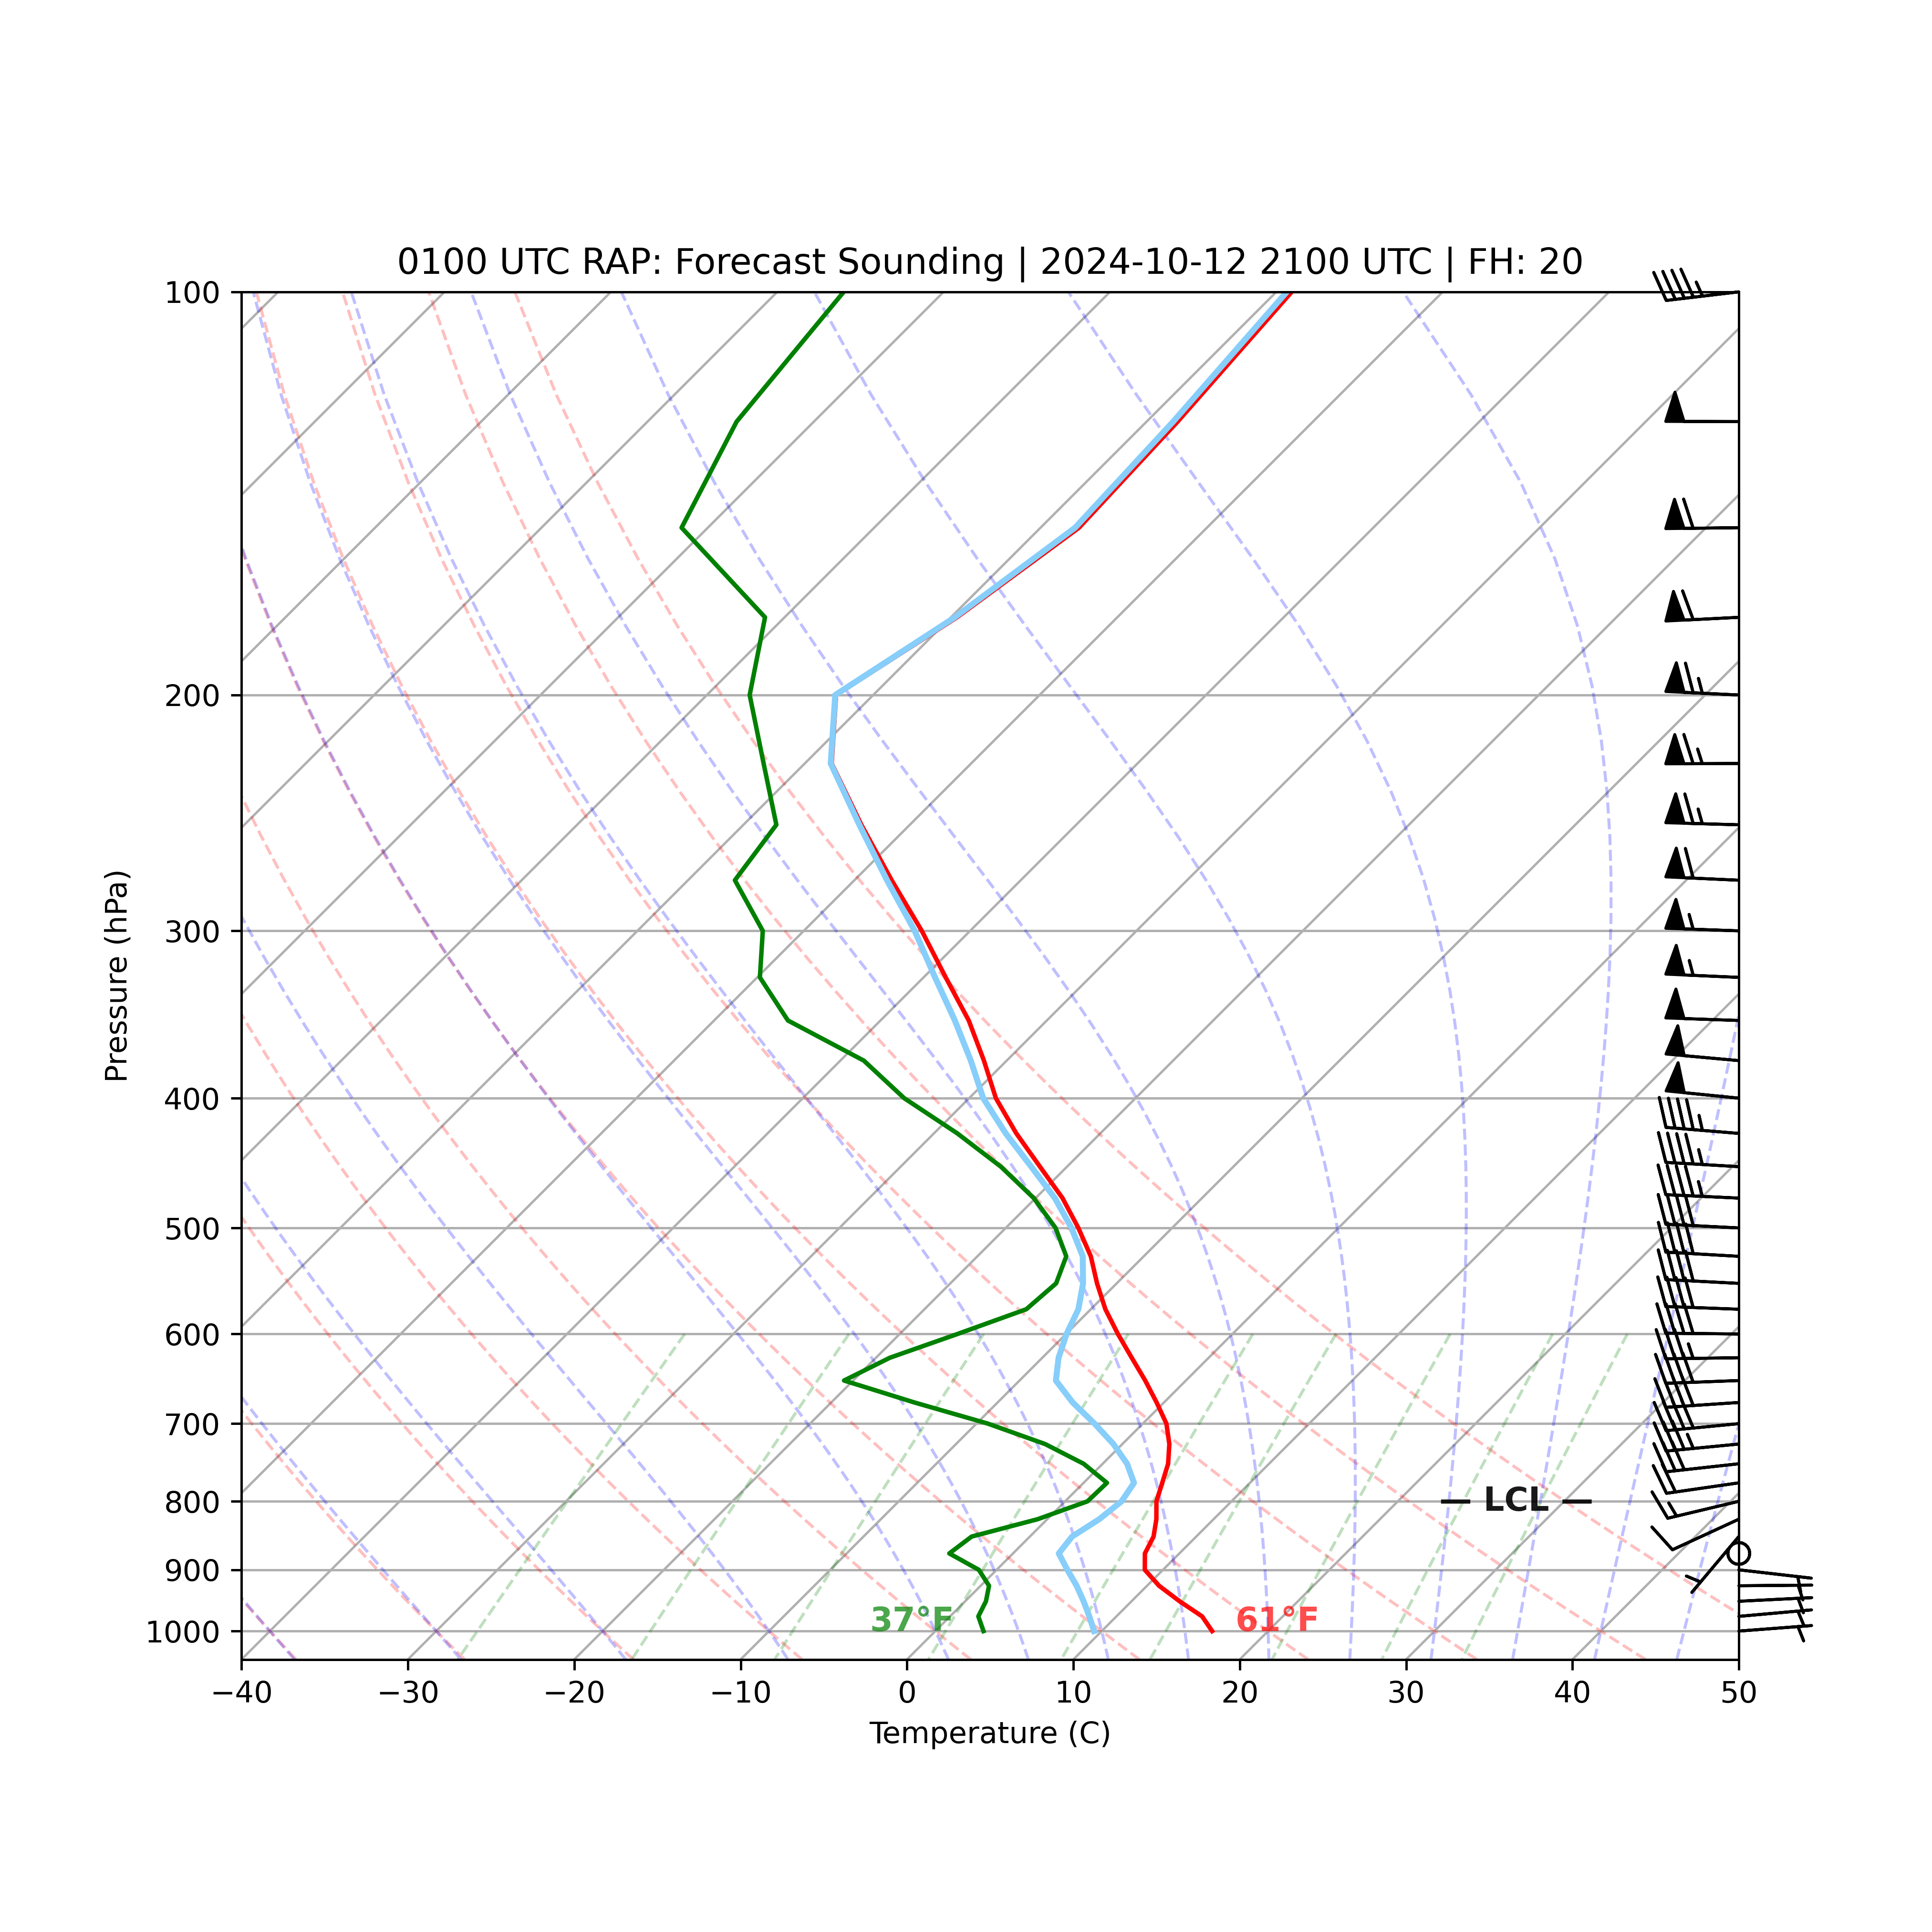 0100 UTC RAP: Forecast Sounding | 2024-10-12 2100 UTC | FH: 20
100
200
300
400
500
600
700
800
900
1000
Pressure (hPa)
LCL
37°F
61°F
−40 −30 −20 −10 0 10 20 30 40 50
Temperature (C)